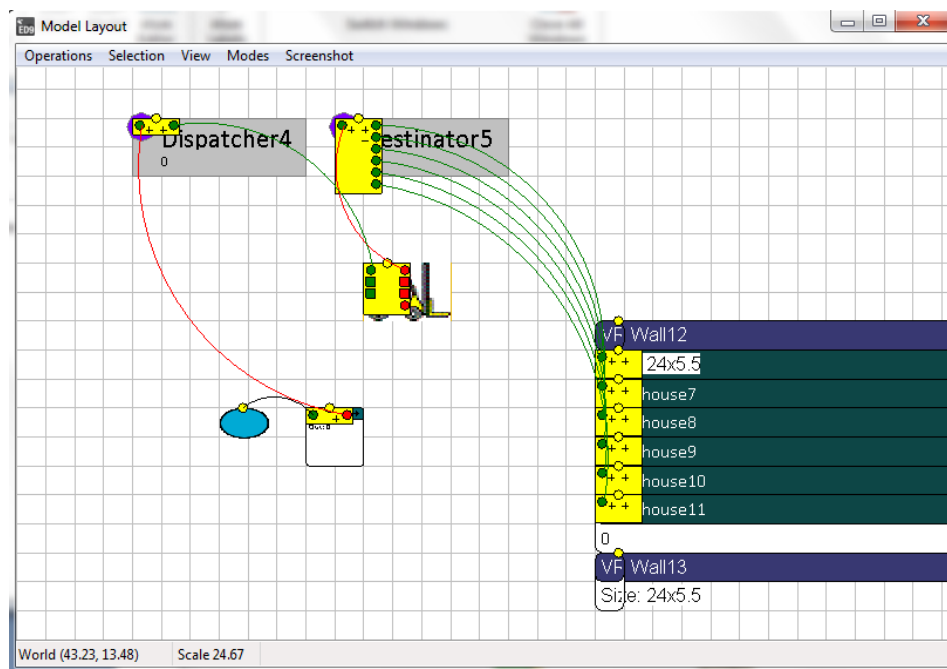 ED9 Model Layout
Operations Selection View Modes Screenshot
Dispatcher4
0
estinator5
VF Wall12
24x5.5
house7
house8
house9
house10
house11
0
VF Wall13
Size: 24x5.5
World (43.23, 13.48) Scale 24.67